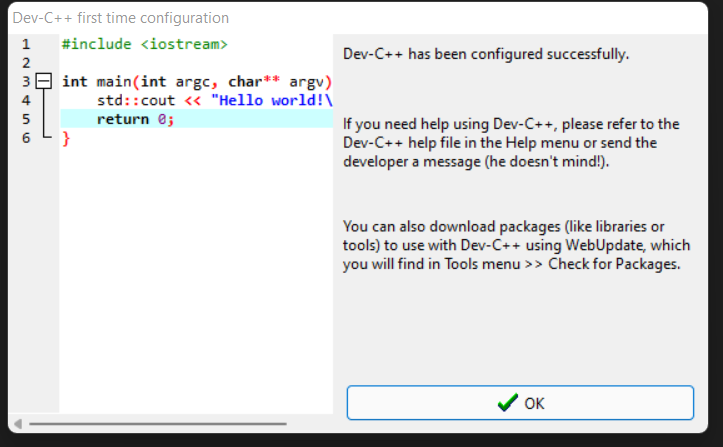 Dev-C++ first time configuration
1 #include <iostream>
2
3 int main(int argc, char** argv)
4 std::cout << "Hello world!\
5 return 0;
6 }
Dev-C++ has been configured successfully.
If you need help using Dev-C++, please refer to the
Dev-C++ help file in the Help menu or send the
developer a message (he doesn't mind!).
You can also download packages (like libraries or
tools) to use with Dev-C++ using WebUpdate, which
you will find in Tools menu >> Check for Packages.
OK